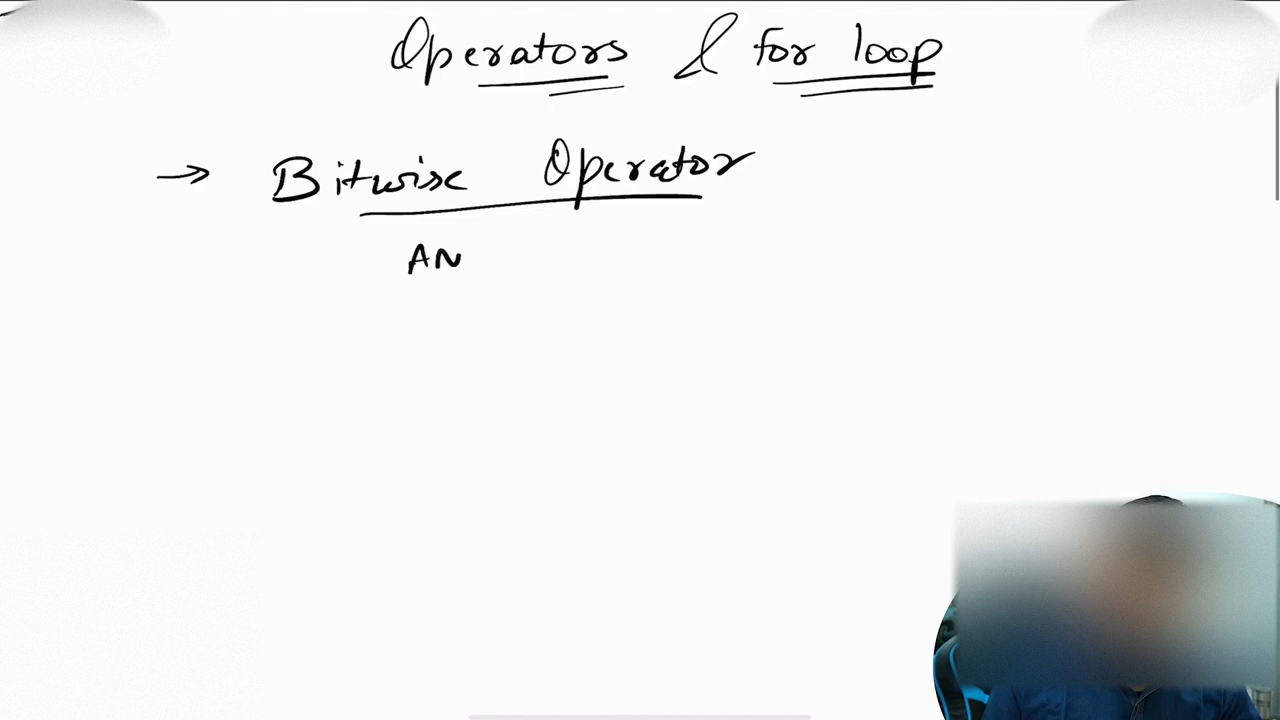 Operators & for loop
→ Bitwise Operator
AN